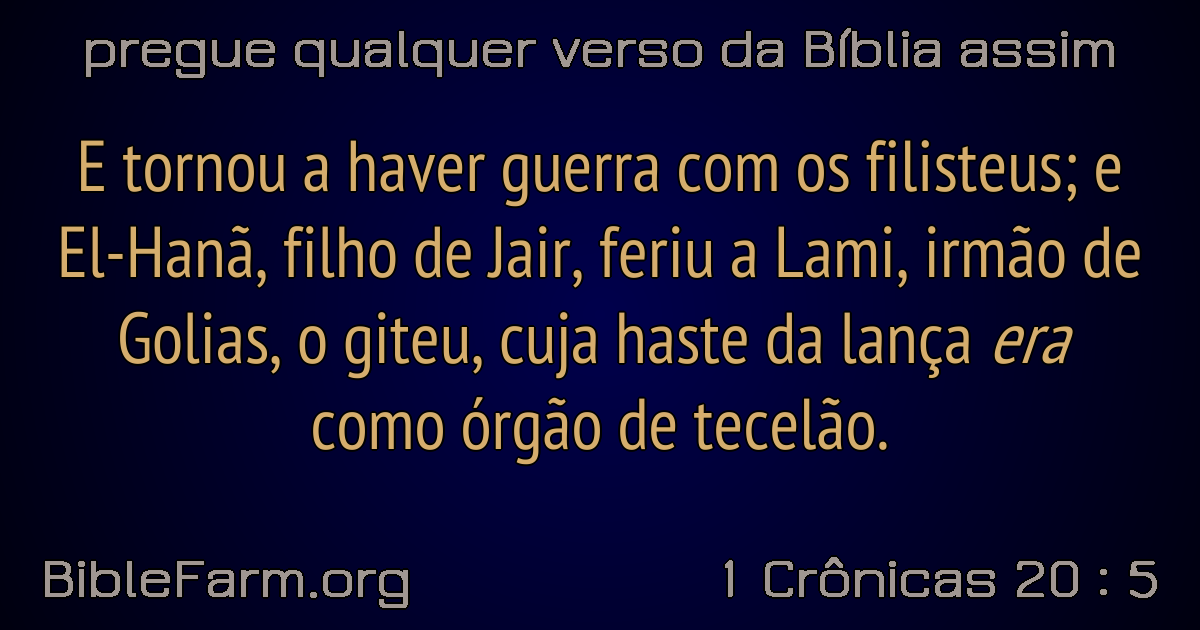 pregue qualquer verso da Bíblia assim
E tornou a haver guerra com os filisteus; e
El-Hanã, filho de Jair, feriu a Lami, irmão de
Golias, o giteu, cuja haste da lança era
como órgão de tecelão.
BibleFarm.org
1 Crônicas 20 : 5